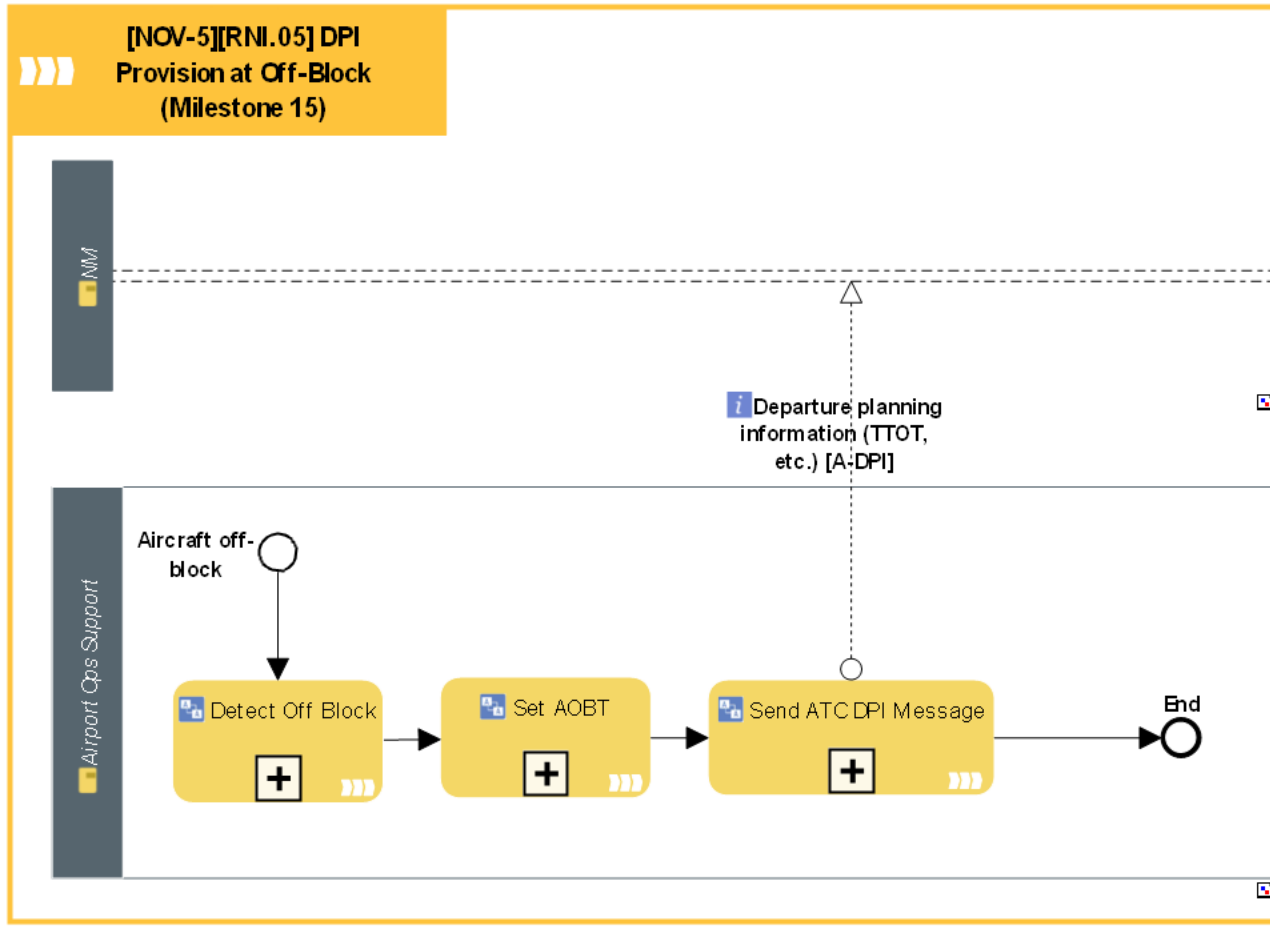 [NOV-5][RNI.05] DPI
Provision at Off-Block
(Milestone 15)
NM
Departure planning
information (TTOT,
etc.) [A-DPI]
Airport Ops Support
Aircraft off-
block
Detect Off Block
Set AOBT
Send ATC DPI Message
End